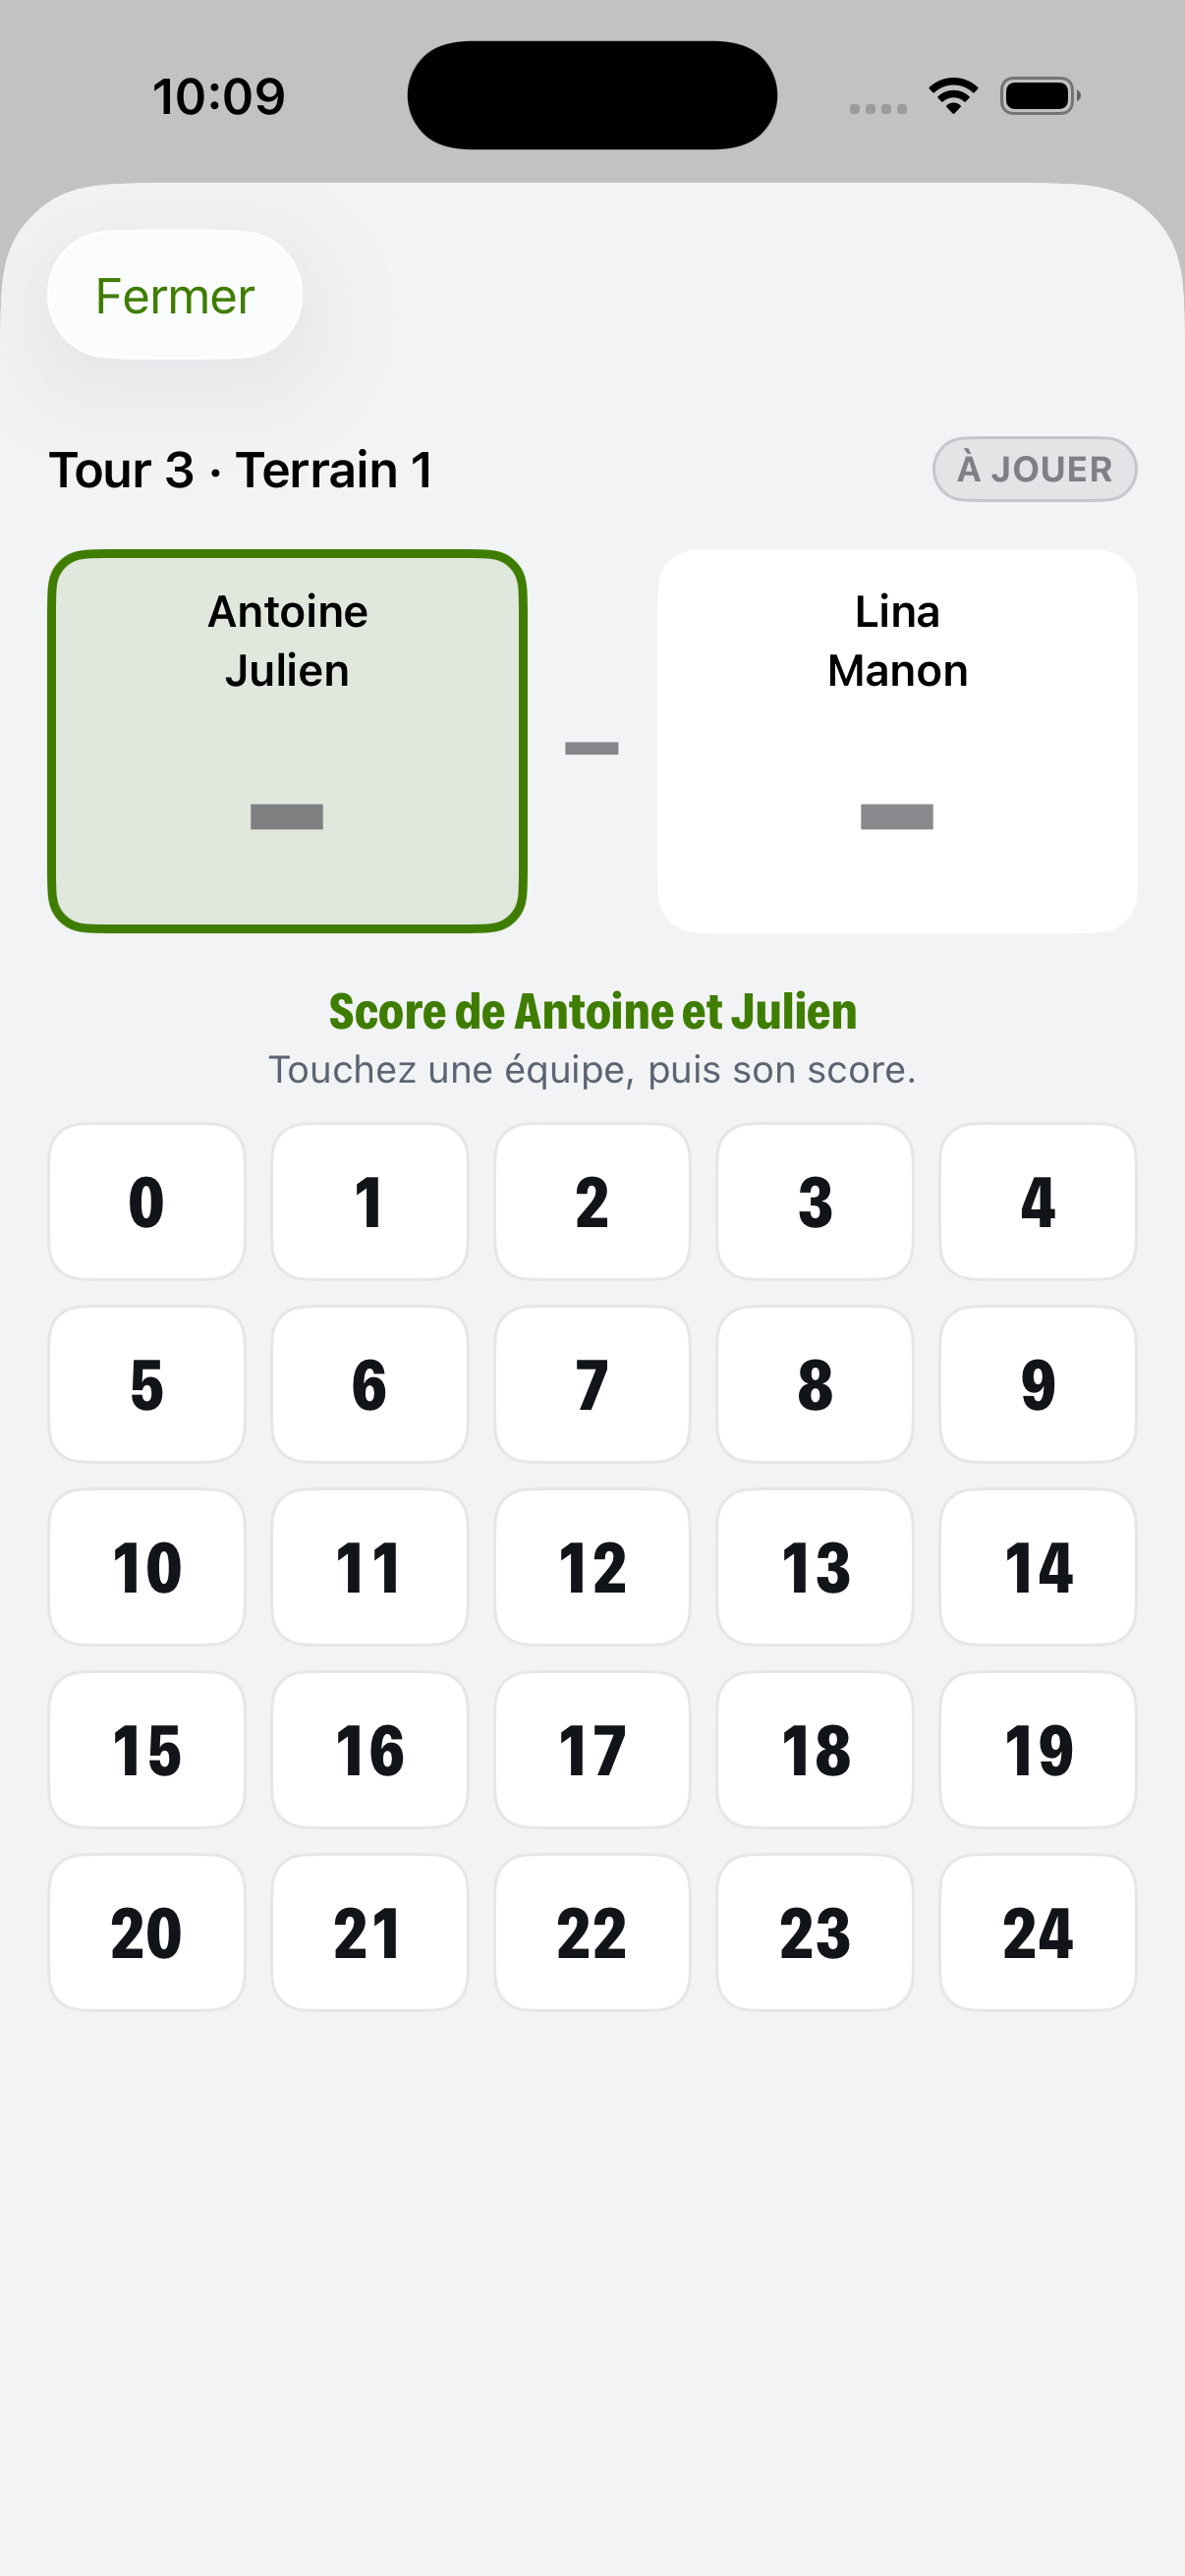 10:09
Fermer
Tour 3 · Terrain 1
À JOUER
Antoine
Julien
–
–
Lina
Manon
–
Score de Antoine et Julien
Touchez une équipe, puis son score.
0 1 2 3 4
5 6 7 8 9
10 11 12 13 14
15 16 17 18 19
20 21 22 23 24